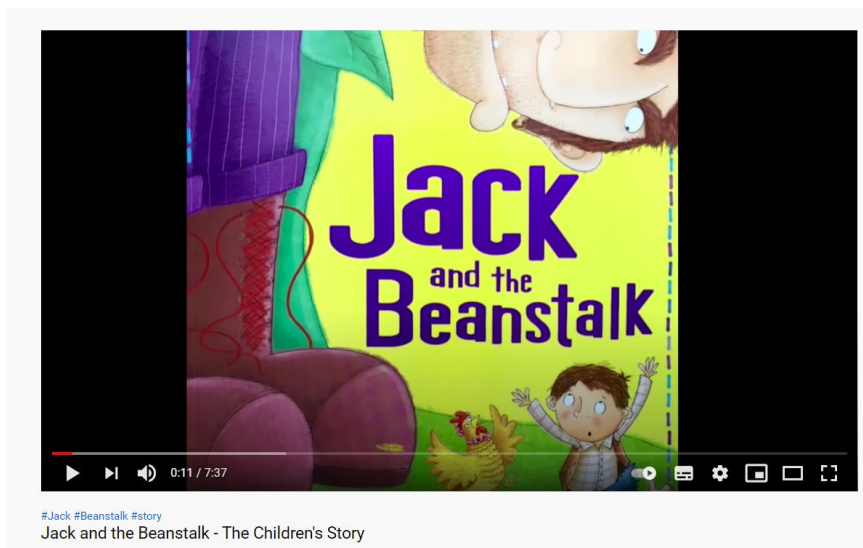 Jack
and the
Beanstalk
0:11 / 7:37
#Jack #Beanstalk #story
Jack and the Beanstalk - The Children's Story